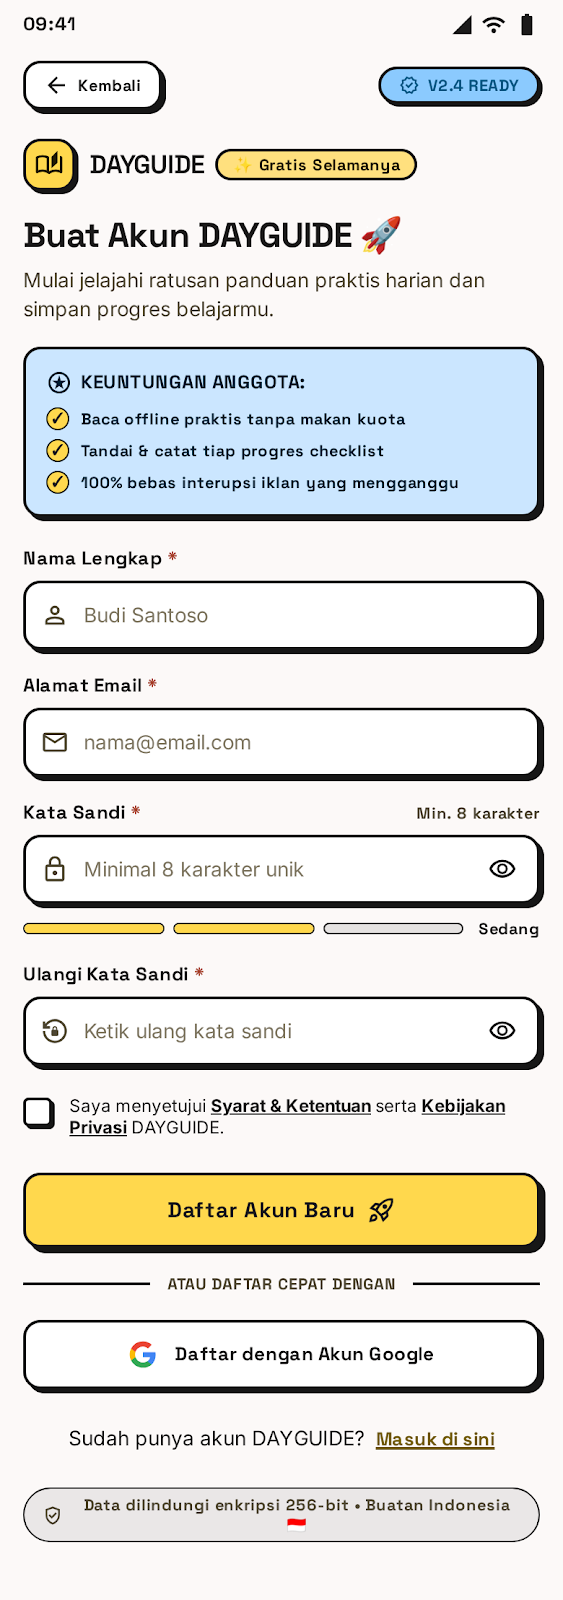 09:41
Kembali
V2.4 READY
DAYGUIDE
✨ Gratis Selamanya
Buat Akun DAYGUIDE 🚀
Mulai jelajahi ratusan panduan praktis harian dan
simpan progres belajarmu.
KEUNTUNGAN ANGGOTA:
✓ Baca offline praktis tanpa makan kuota
✓ Tandai & catat tiap progres checklist
✓ 100% bebas interupsi iklan yang mengganggu
Nama Lengkap *
Budi Santoso
Alamat Email *
nama@email.com
Kata Sandi *
Min. 8 karakter
Minimal 8 karakter unik
Sedang
Ulangi Kata Sandi *
Ketik ulang kata sandi
Saya menyetujui Syarat & Ketentuan serta Kebijakan
Privasi DAYGUIDE.
Daftar Akun Baru
ATAU DAFTAR CEPAT DENGAN
Daftar dengan Akun Google
Sudah punya akun DAYGUIDE? Masuk di sini
Data dilindungi enkripsi 256-bit • Buatan Indonesia
🇮🇩